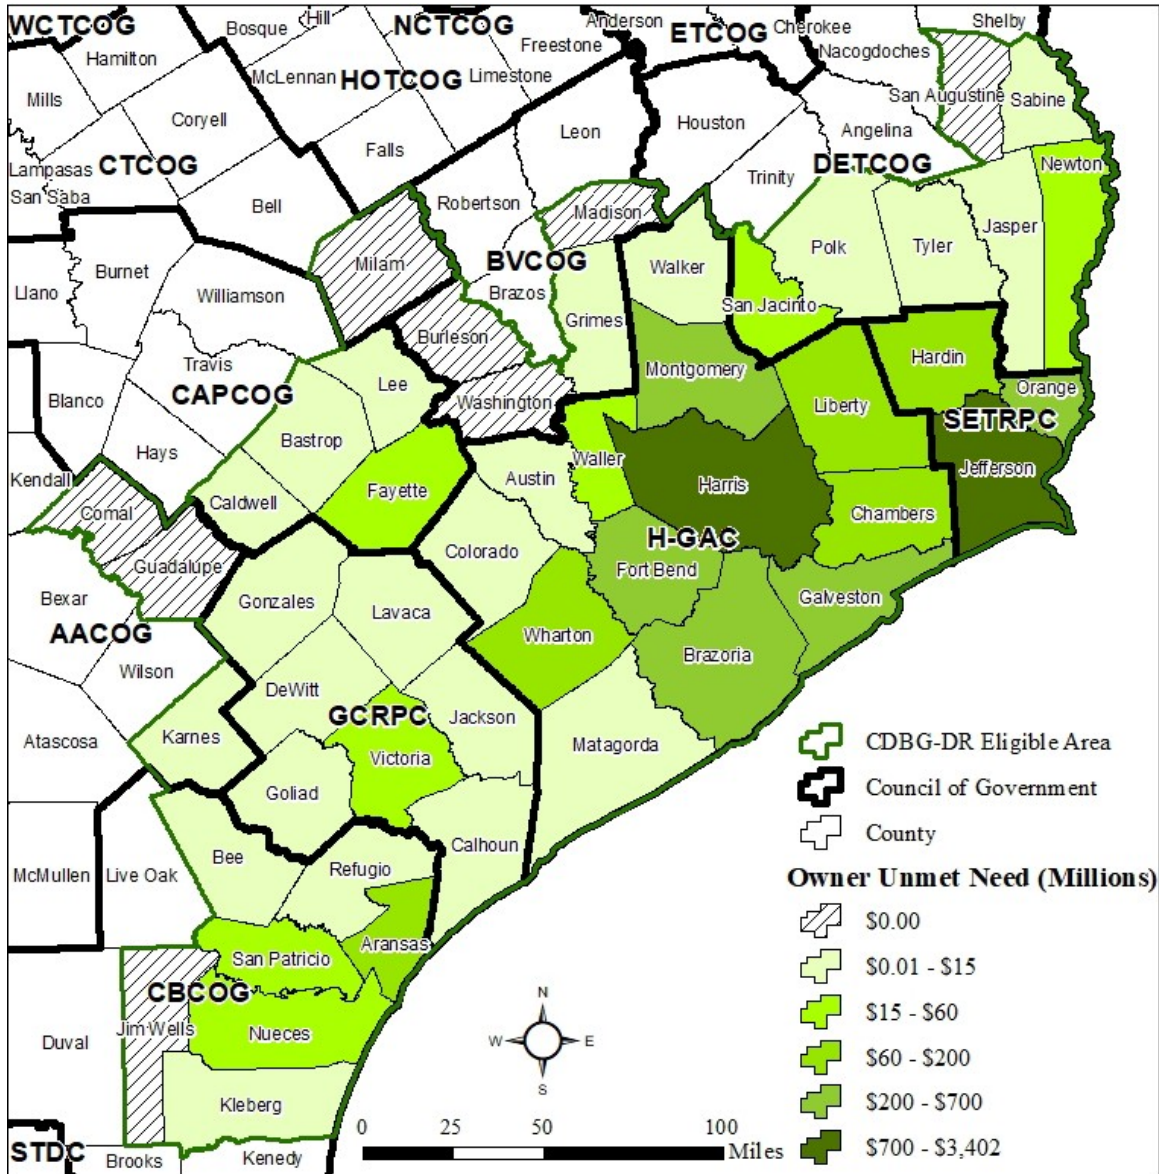 WCTCOG
Hill
Bosque
NCTCOG
Anderson
ETCOG
Cherokee
Shelby
Hamilton
Freestone
Nacogdoches
McLennan
HOTCOG
Limestone
Mills
San Augustine
Sabine
Coryell
Leon
Houston
Angelina
Falls
Lampasas
CTCOG
DETCOG
Newton
San Saba
Trinity
Bell
Robertson
Madison
Jasper
Polk
Tyler
Milam
BVCOG
Walker
Burnet
Llano
Williamson
Brazos
San Jacinto
Grimes
Burleson
Travis
Montgomery
Hardin
Lee
Orange
CAPCOG
Blanco
Washington
Liberty
SETRPC
Bastrop
Hays
Waller
Jefferson
Kendall
Fayette
Austin
Harris
Caldwell
Comal
Chambers
H-GAC
Colorado
Guadalupe
Fort Bend
Bexar
Gonzales
Lavaca
Galveston
AACOG
Wharton
Brazoria
Wilson
DeWitt
GCRPC
Jackson
Karnes
Atascosa
Matagorda
Victoria
Goliad
Calhoun
Bee
Refugio
McMullen
Live Oak
Aransas
San Patricio
CBCOG
Jim Wells
Nueces
Duval
Kleberg
STDC
Brooks
Kenedy
N
W
E
S
0
25
50
100
Miles
CDBG-DR Eligible Area
Council of Government
County
Owner Unmet Need (Millions)
$0.00
$0.01 - $15
$15 - $60
$60 - $200
$200 - $700
$700 - $3,402